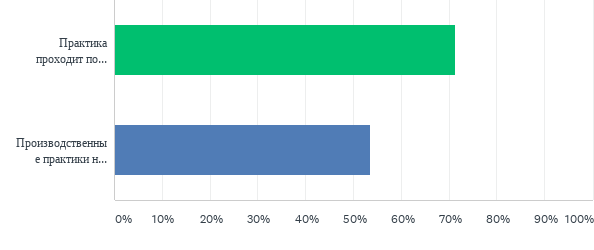 Практика
проходит по...
Производственны
е практики н...
0% 10% 20% 30% 40% 50% 60% 70% 80% 90% 100%